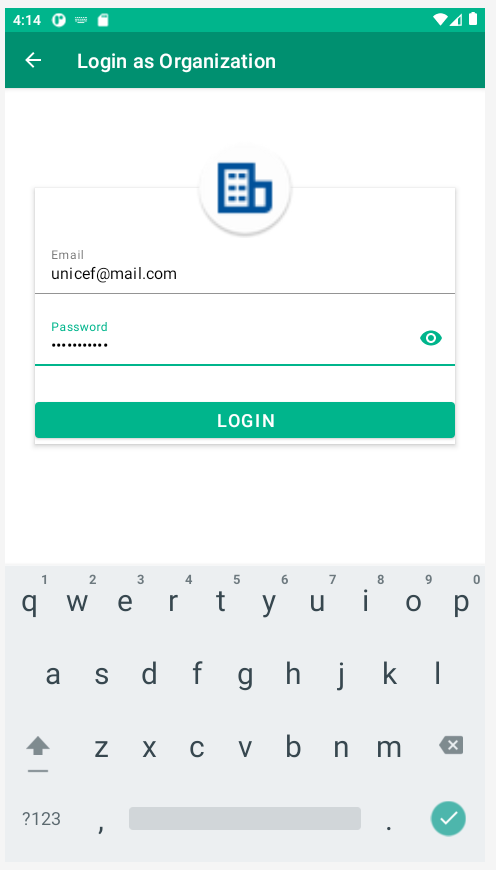 4:14
Login as Organization
Email
unicef@mail.com
Password
•••••••••••
LOGIN
1 2 3 4 5 6 7 8 9 0
q w e r t y u i o p
a s d f g h j k l
z x c v b n m
?123 , .